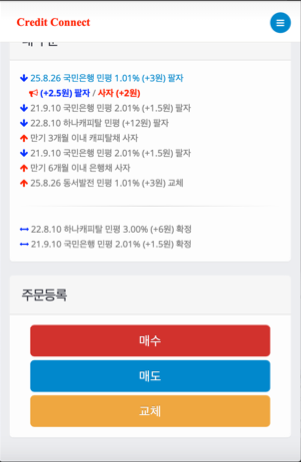 Credit Connect
25.8.26 국민은행 민평 1.01% (+3원) 팔자
(+2.5원) 팔자 / 사자 (+2원)
21.9.10 국민은행 민평 2.01% (+1.5원) 팔자
22.8.10 하나캐피탈 민평 (+12원) 팔자
만기 3개월 이내 캐피탈채 사자
21.9.10 국민은행 민평 2.01% (+1.5원) 팔자
만기 6개월 이내 은행채 사자
25.8.26 동서발전 민평 1.01% (+3원) 교체
22.8.10 하나캐피탈 민평 3.00% (+6원) 확정
21.9.10 국민은행 민평 2.01% (+1.5원) 확정
주문등록
매수
매도
교체